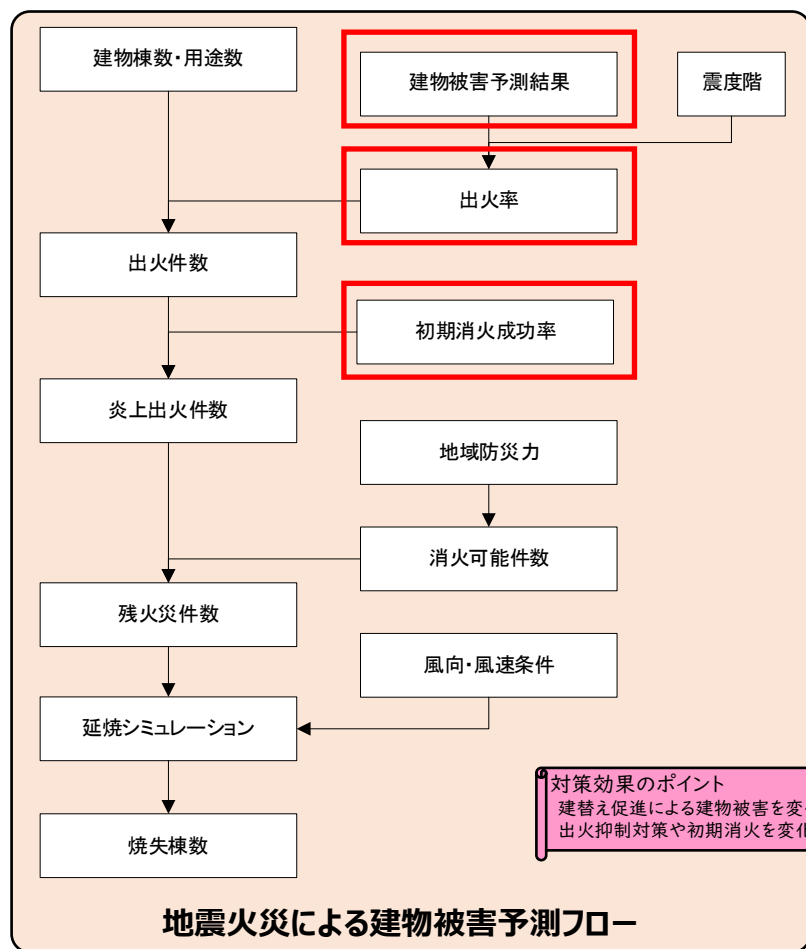 建物棟数・用途数
建物被害予測結果
震度階
出火率
出火件数
初期消火成功率
炎上出火件数
地域防災力
消火可能件数
残火災件数
風向・風速条件
延焼シミュレーション
対策効果のポイント
建替え促進による建物被害を変
出火抑制対策や初期消火を変化
焼失棟数
地震火災による建物被害予測フロー